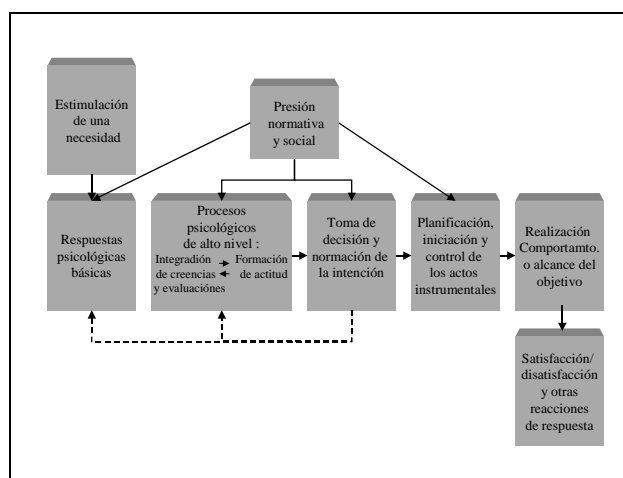 Estimulación
de una
necesidad
Presión
normativa
y social
Respuestas
psicológicas
básicas
Procesos
psicológicos
de alto nivel :
Integradión Formación
de creencias de actitud
y evaluaciónes
Toma de
decisión y
normación de
la intención
Planificación,
iniciación y
control de
los actos
instrumentales
Realización
Comportamto.
o alcance del
objetivo
Satisfacción/
disatisfacción
y otras
reacciones
de respuesta